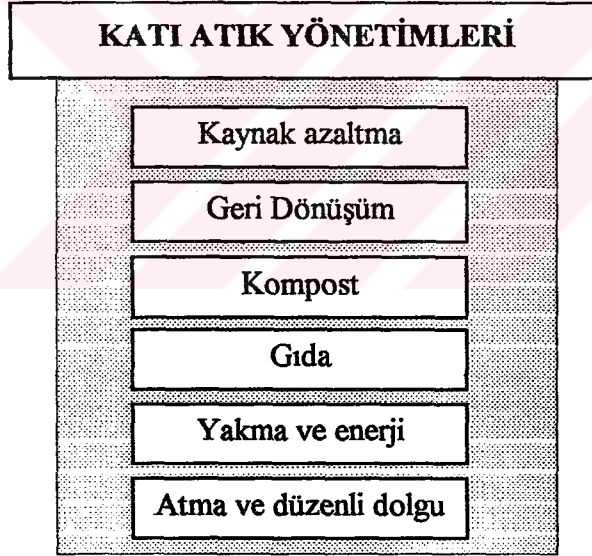 KATI ATIK YÖNETİMLERİ
Kaynak azaltma
Geri Dönüşüm
Kompost
Gıda
Yakma ve enerji
Atma ve düzenli dolgu